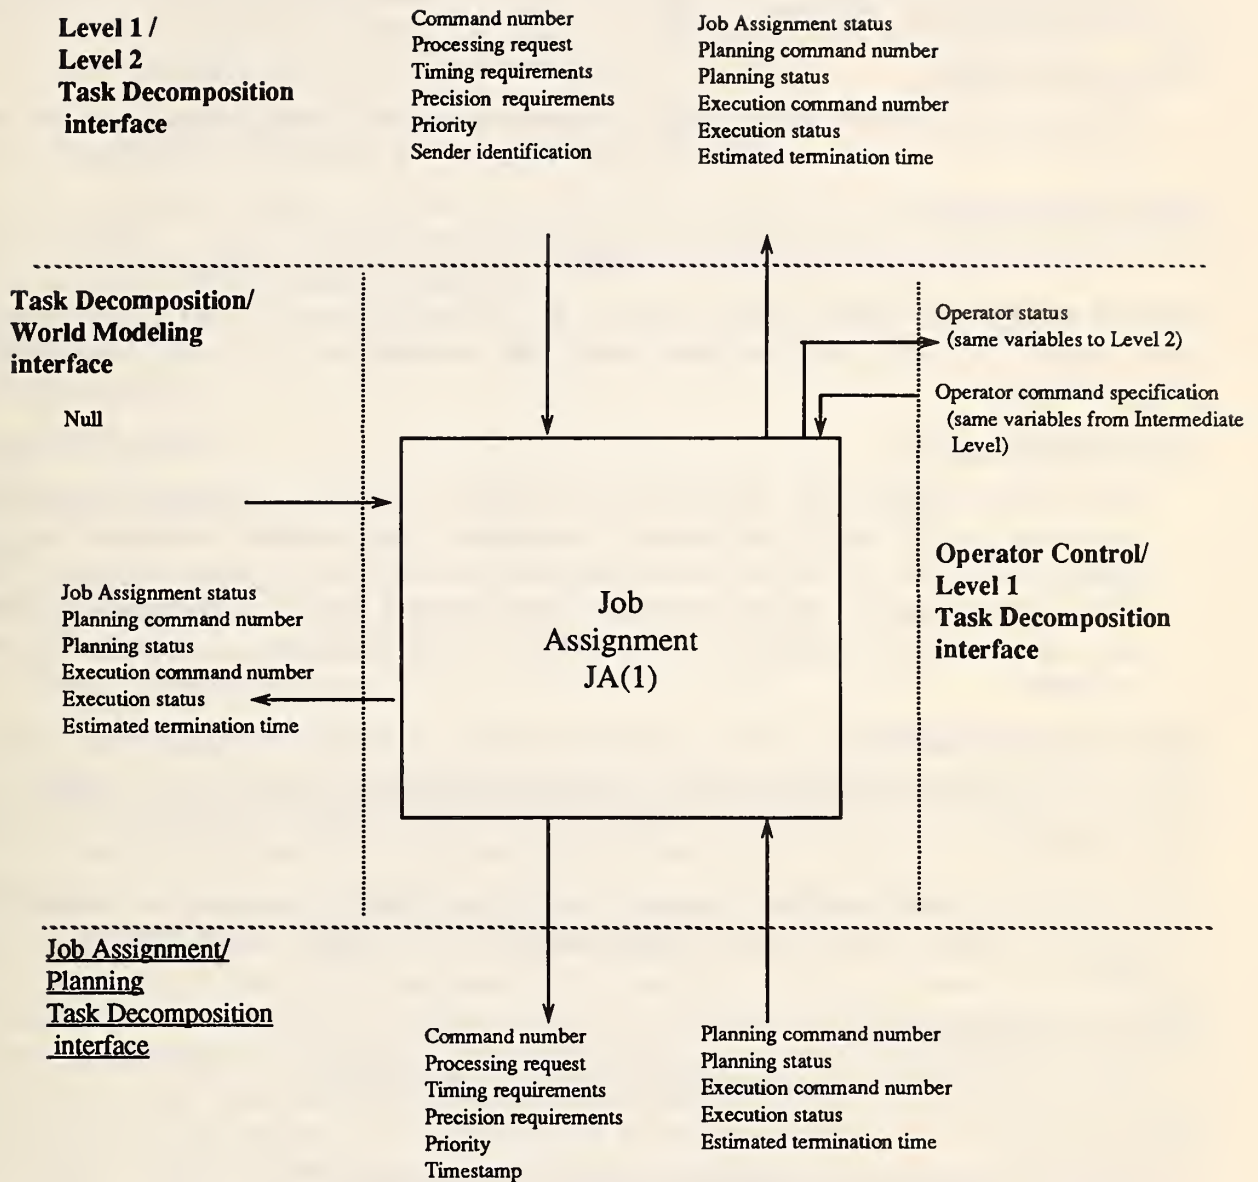 Level 1 /
Level 2
Task Decomposition
interface
Command number
Processing request
Timing requirements
Precision requirements
Priority
Sender identification
Job Assignment status
Planning command number
Planning status
Execution command number
Execution status
Estimated termination time
Task Decomposition/
World Modeling
interface
Null
Job Assignment status
Planning command number
Planning status
Execution command number
Execution status
Estimated termination time
Job
Assignment
JA(1)
Operator status
(same variables to Level 2)
Operator command specification
(same variables from Intermediate
Level)
Operator Control/
Level 1
Task Decomposition
interface
Job Assignment/
Planning
Task Decomposition
interface
Command number
Processing request
Timing requirements
Precision requirements
Priority
Timestamp
Planning command number
Planning status
Execution command number
Execution status
Estimated termination time